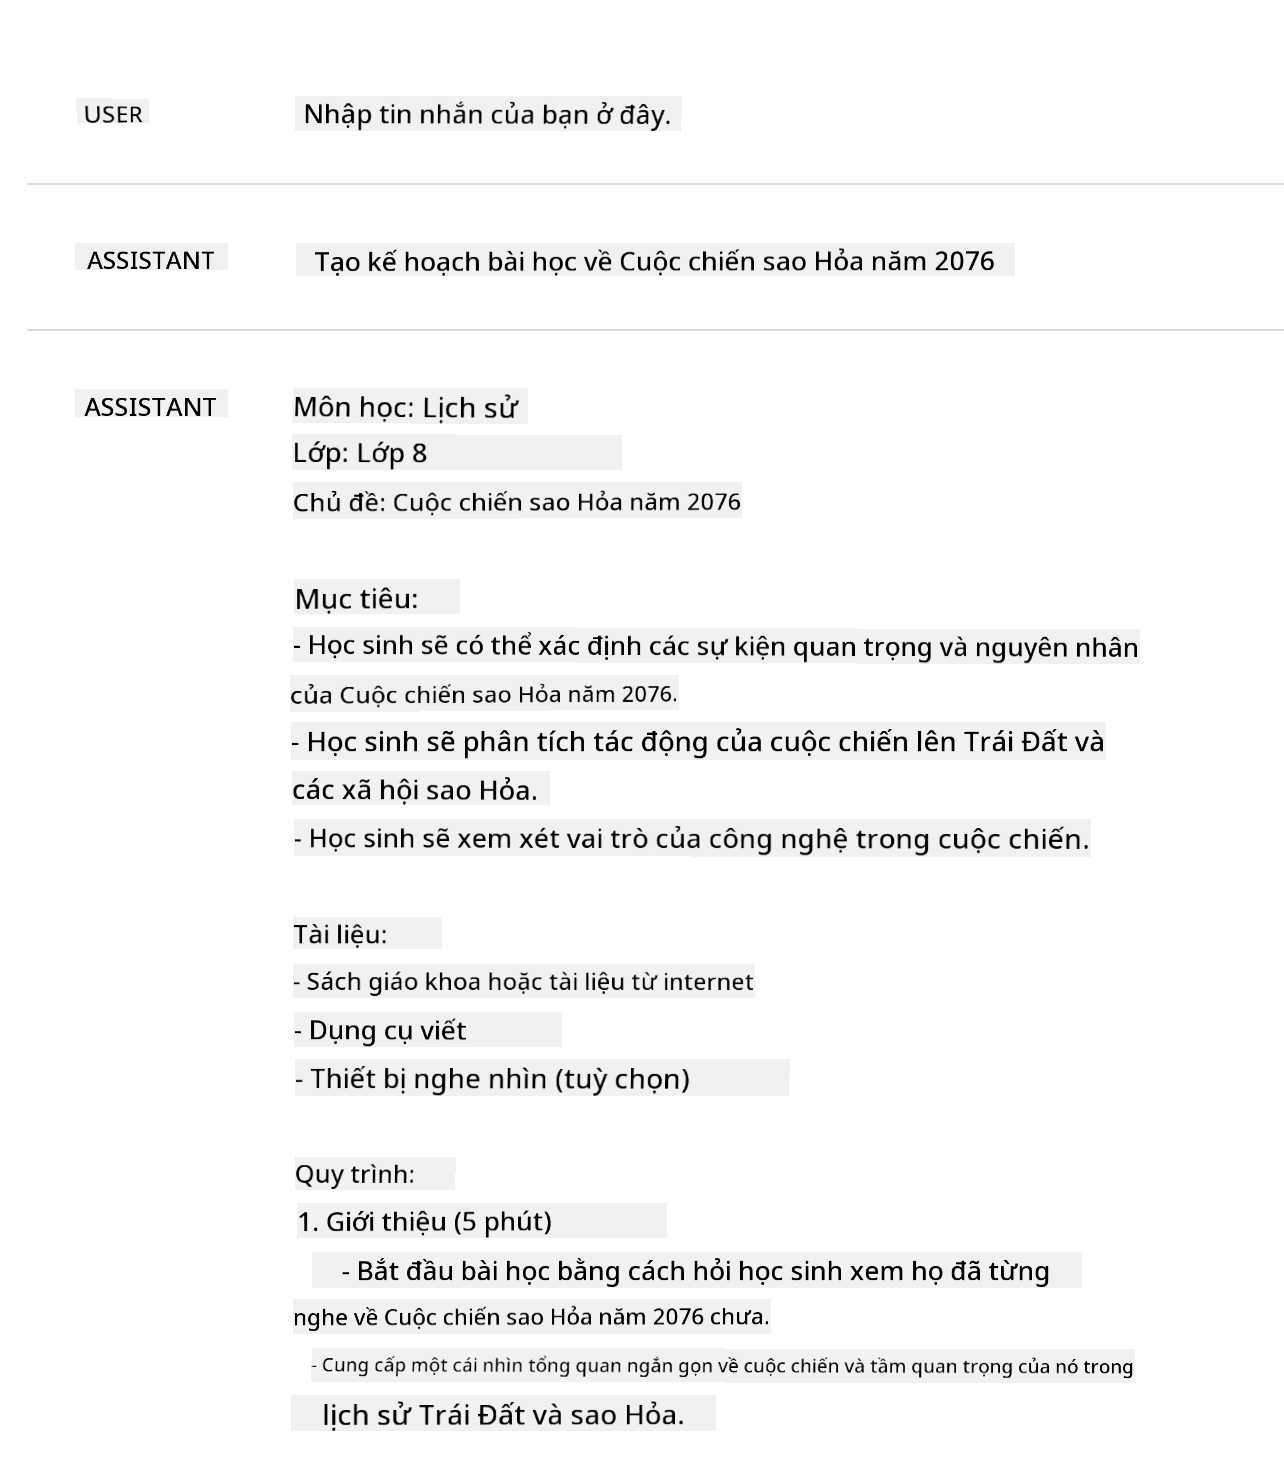 USER
Nhập tin nhắn của bạn ở đây.
ASSISTANT
Tạo kế hoạch bài học về Cuộc chiến sao Hỏa năm 2076
ASSISTANT
Môn học: Lịch sử
Lớp: Lớp 8
Chủ đề: Cuộc chiến sao Hỏa năm 2076
Mục tiêu:
- Học sinh sẽ có thể xác định các sự kiện quan trọng và nguyên nhân
của Cuộc chiến sao Hỏa năm 2076.
- Học sinh sẽ phân tích tác động của cuộc chiến lên Trái Đất và
các xã hội sao Hỏa.
- Học sinh sẽ xem xét vai trò của công nghệ trong cuộc chiến.
Tài liệu:
- Sách giáo khoa hoặc tài liệu từ internet
- Dụng cụ viết
- Thiết bị nghe nhìn (tuỳ chọn)
Quy trình:
1. Giới thiệu (5 phút)
- Bắt đầu bài học bằng cách hỏi học sinh xem họ đã từng
nghe về Cuộc chiến sao Hỏa năm 2076 chưa.
- Cung cấp một cái nhìn tổng quan ngắn gọn về cuộc chiến và tầm quan trọng của nó trong
lịch sử Trái Đất và sao Hỏa.